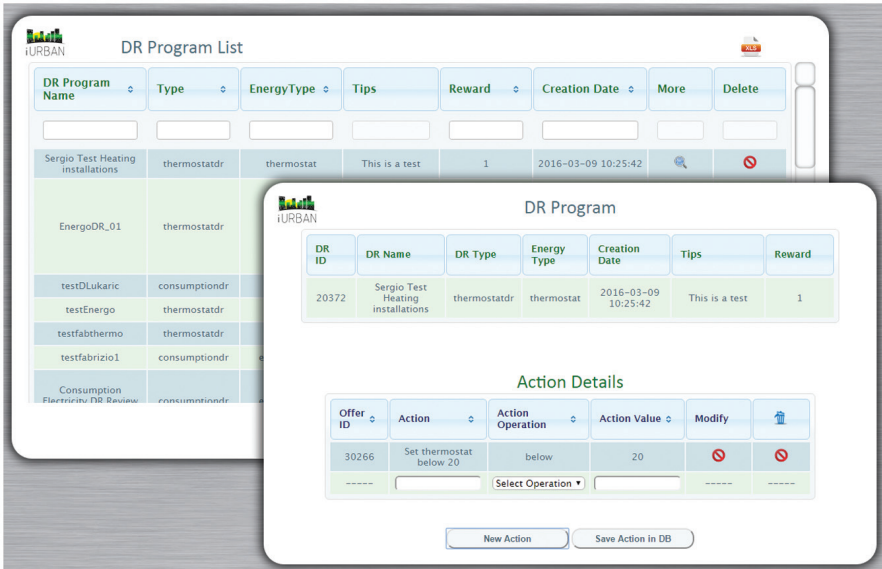 iURBAN
DR Program List
XLS
DR Program Name Type EnergyType Tips Reward Creation Date More Delete
Sergio Test Heating installations thermostatdr thermostat This is a test 1 2016-03-09 10:25:42
EnergoDR_01 thermostatdr
testDLukaric consumptiondr
testEnergo thermostatdr
testfabthermo thermostatdr
testfabrizio1 consumptiondr e
Consumption
Electricity DR Review consumptiondr e
iURBAN
DR Program
DR ID DR Name DR Type Energy Type Creation Date Tips Reward
20372 Sergio Test Heating installations thermostatdr thermostat 2016-03-09 10:25:42 This is a test 1
Action Details
Offer ID Action Action Operation Action Value Modify
30266 Set thermostat below 20 below 20
----- Select Operation ----- -----
New Action Save Action in DB